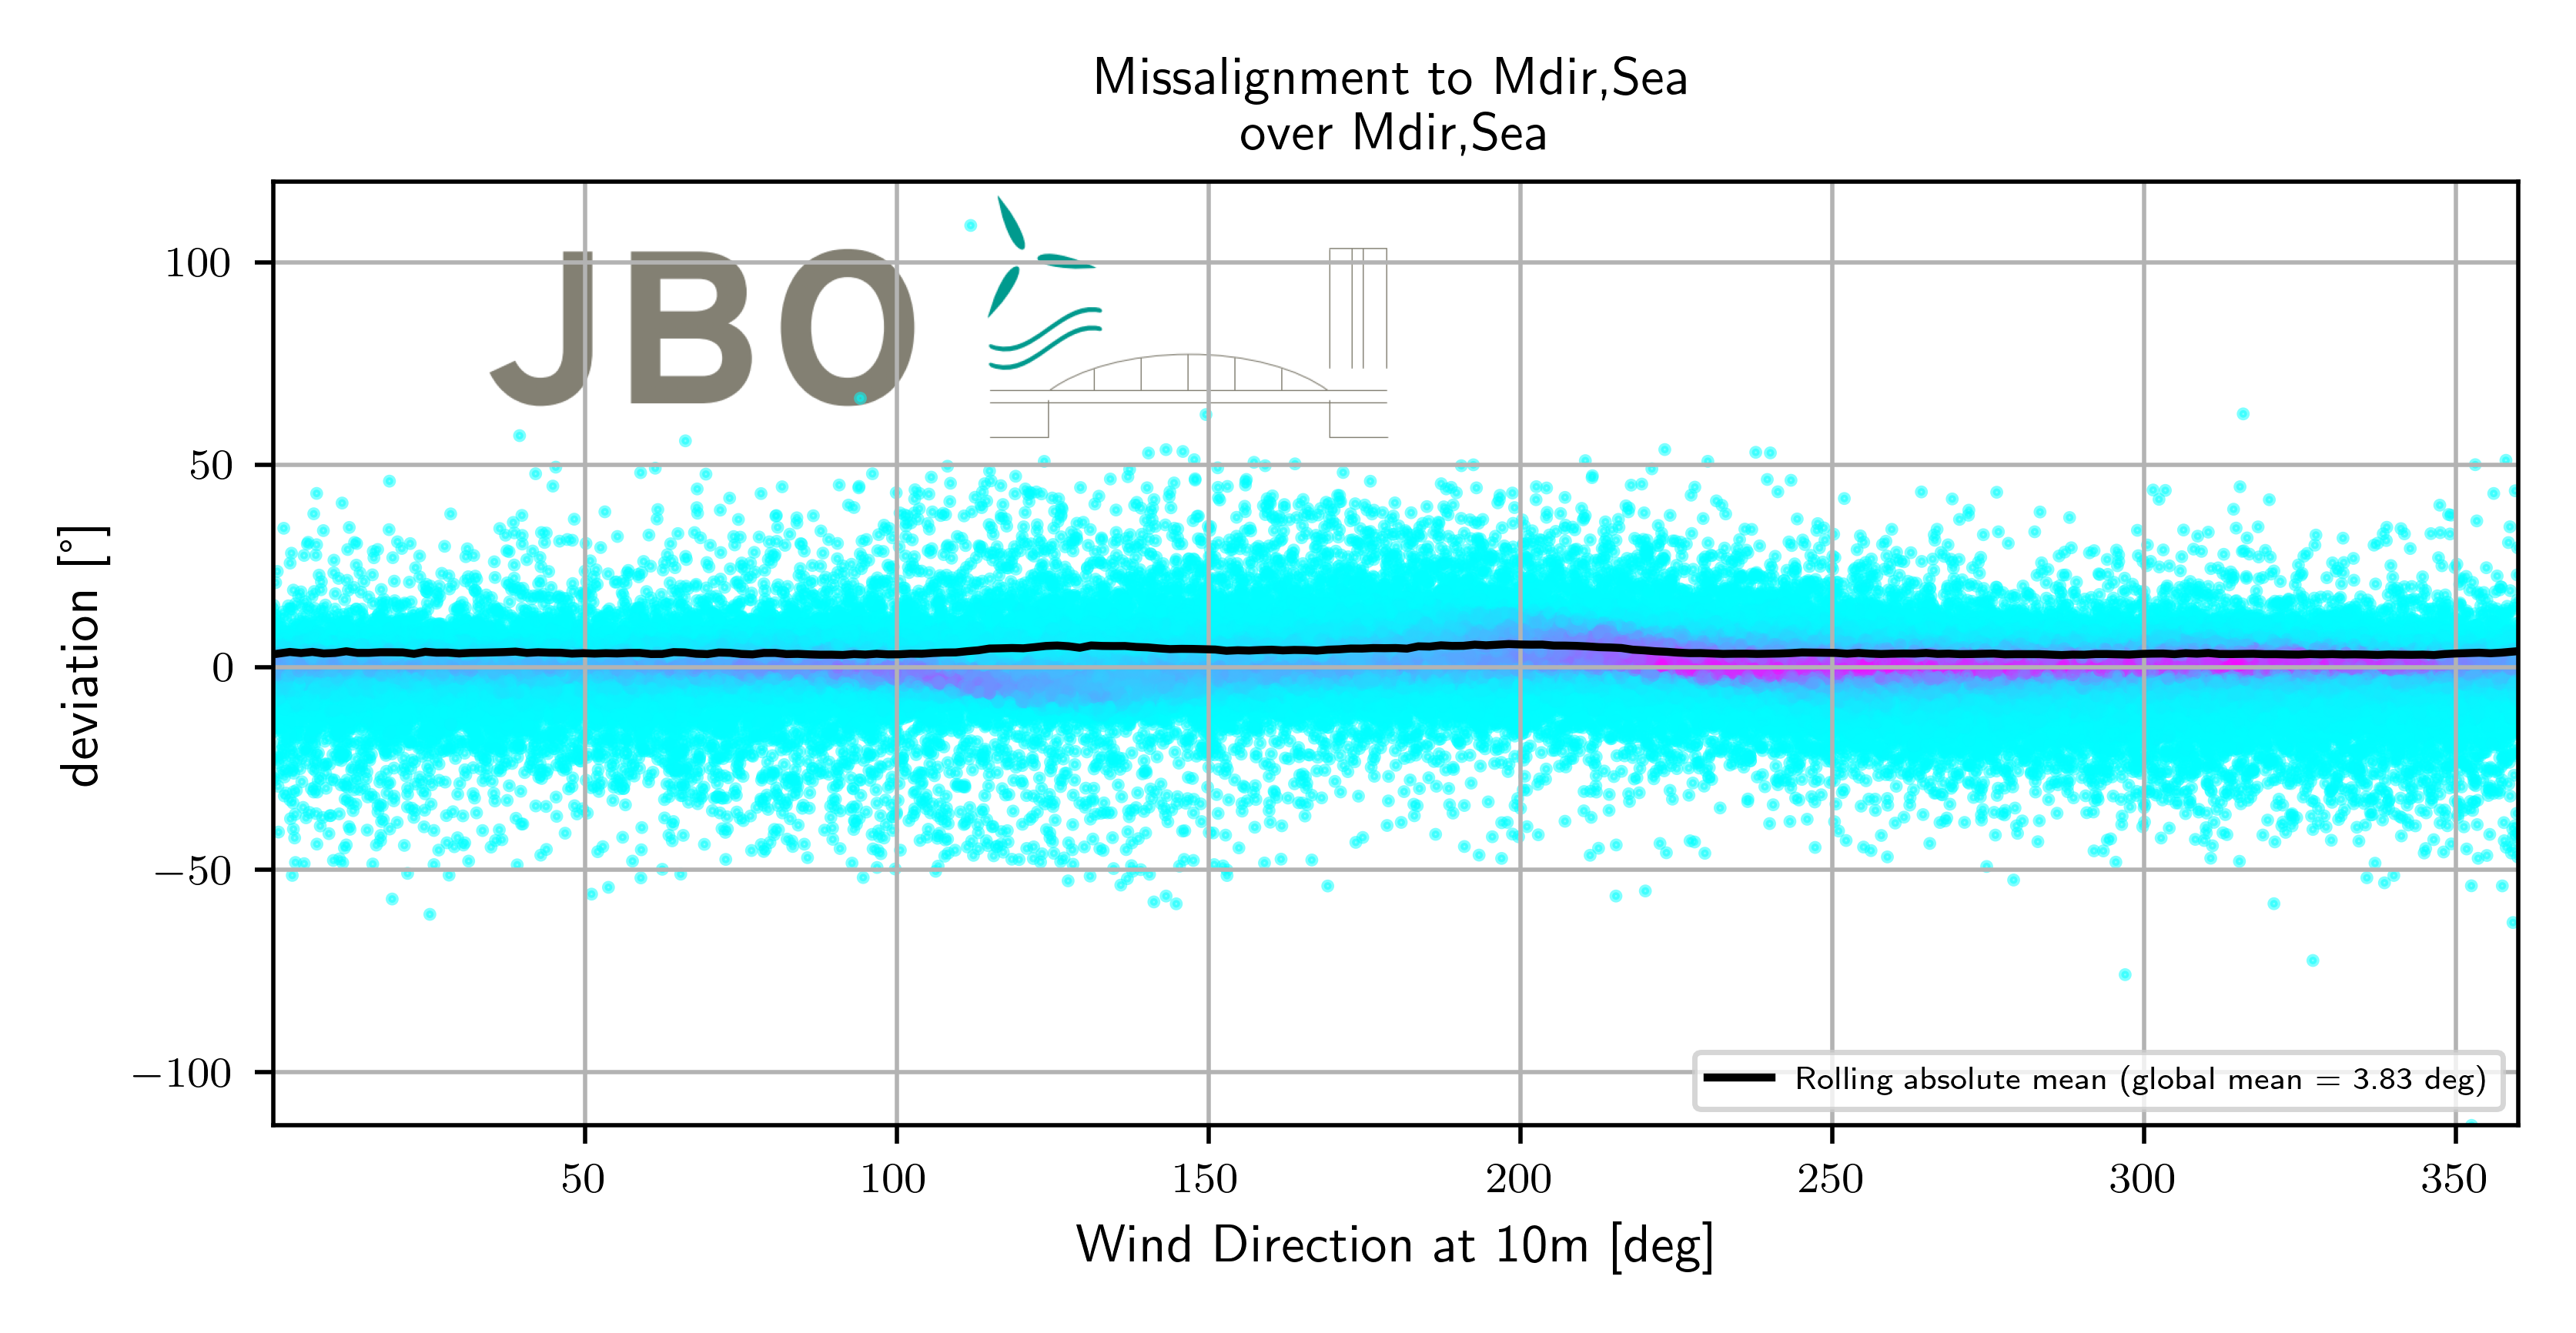 Missalignment to Mdir,Sea
over Mdir,Sea
JBO
100
50
0
−50
−100
deviation [°]
50 100 150 200 250 300 350
Wind Direction at 10m [deg]
Rolling absolute mean (global mean = 3.83 deg)